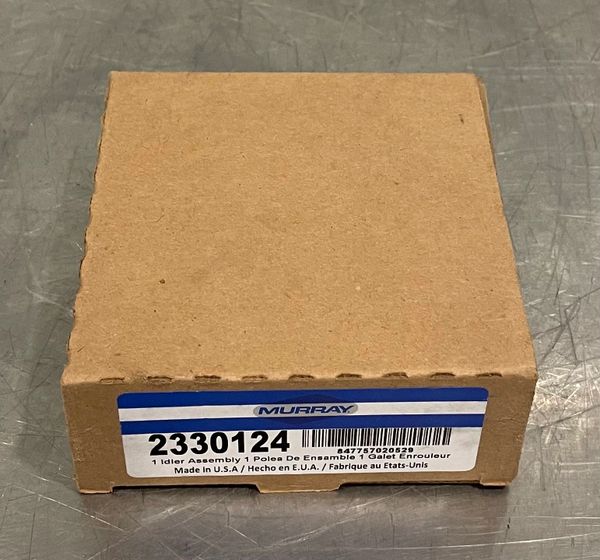 MURRAY
2330124
847757020529
1 Idler Assembly 1 Polea De Ensamble 1 Galet Enrouleur
Made in U.S.A / Hecho en E.U.A. / Fabrique au Etats-Unis